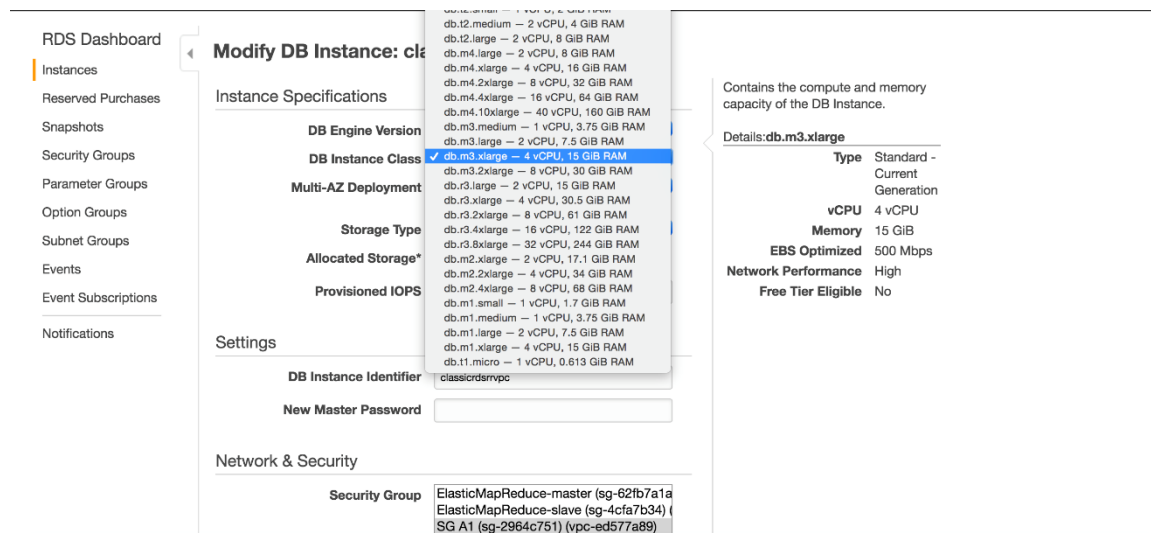 RDS Dashboard
Instances
Reserved Purchases
Snapshots
Security Groups
Parameter Groups
Option Groups
Subnet Groups
Events
Event Subscriptions
Notifications
Modify DB Instance: cla
Instance Specifications
DB Engine Version
DB Instance Class
Multi-AZ Deployment
Storage Type
Allocated Storage*
Provisioned IOPS
db.t2.small — 1 vCPU, 2 GiB RAM
db.t2.medium — 2 vCPU, 4 GiB RAM
db.t2.large — 2 vCPU, 8 GiB RAM
db.m4.large — 2 vCPU, 8 GiB RAM
db.m4.xlarge — 4 vCPU, 16 GiB RAM
db.m4.2xlarge — 8 vCPU, 32 GiB RAM
db.m4.4xlarge — 16 vCPU, 64 GiB RAM
db.m4.10xlarge — 40 vCPU, 160 GiB RAM
db.m3.medium — 1 vCPU, 3.75 GiB RAM
db.m3.large — 2 vCPU, 7.5 GiB RAM
✓ db.m3.xlarge — 4 vCPU, 15 GiB RAM
db.m3.2xlarge — 8 vCPU, 30 GiB RAM
db.r3.large — 2 vCPU, 15 GiB RAM
db.r3.xlarge — 4 vCPU, 30.5 GiB RAM
db.r3.2xlarge — 8 vCPU, 61 GiB RAM
db.r3.4xlarge — 16 vCPU, 122 GiB RAM
db.r3.8xlarge — 32 vCPU, 244 GiB RAM
db.m2.xlarge — 2 vCPU, 17.1 GiB RAM
db.m2.2xlarge — 4 vCPU, 34 GiB RAM
db.m2.4xlarge — 8 vCPU, 68 GiB RAM
db.m1.small — 1 vCPU, 1.7 GiB RAM
db.m1.medium — 1 vCPU, 3.75 GiB RAM
db.m1.large — 2 vCPU, 7.5 GiB RAM
db.m1.xlarge — 4 vCPU, 15 GiB RAM
db.t1.micro — 1 vCPU, 0.613 GiB RAM
Settings
DB Instance Identifier classicrdsrrvpc
New Master Password
Network & Security
Security Group
ElasticMapReduce-master (sg-62fb7a1a
ElasticMapReduce-slave (sg-4cfa7b34) (
SG A1 (sg-2964c751) (vpc-ed577a89)
Contains the compute and memory
capacity of the DB Instance.
Details:db.m3.xlarge
Type Standard -
Current
Generation
vCPU 4 vCPU
Memory 15 GiB
EBS Optimized 500 Mbps
Network Performance High
Free Tier Eligible No